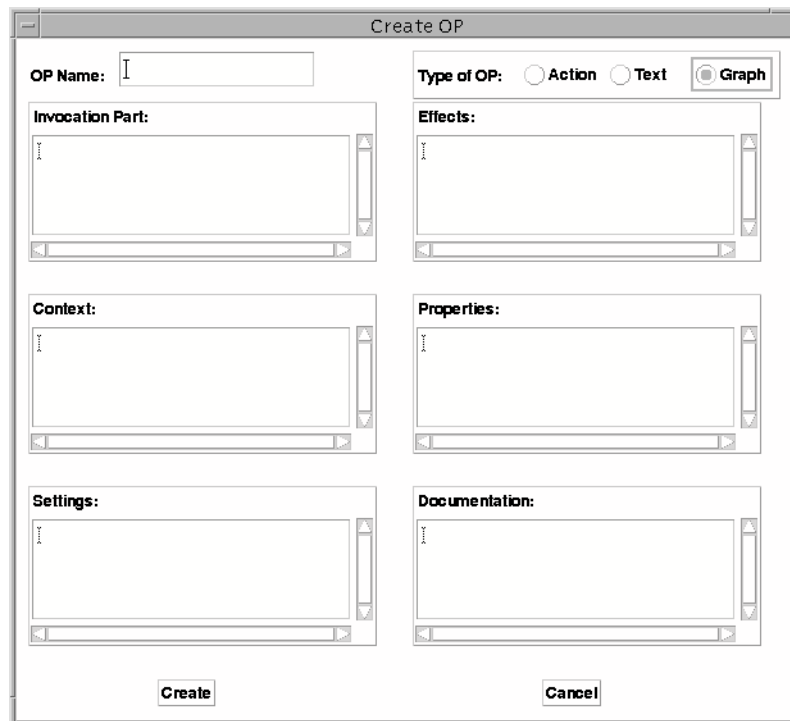 Create OP
OP Name:
Type of OP: Action Text Graph
Invocation Part:
Effects:
Context:
Properties:
Settings:
Documentation:
Create
Cancel